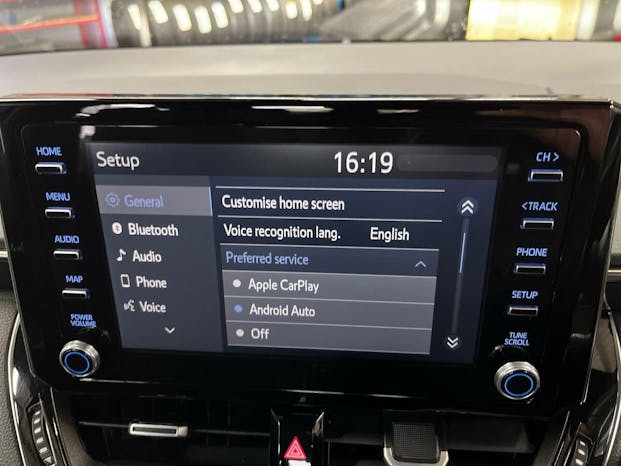 HOME
MENU
AUDIO
MAP
POWER
VOLUME
Setup
16:19
General
Bluetooth
Audio
Phone
Voice
Customise home screen
Voice recognition lang. English
Preferred service
Apple CarPlay
Android Auto
Off
CH >
< TRACK
PHONE
SETUP
TUNE
SCROLL